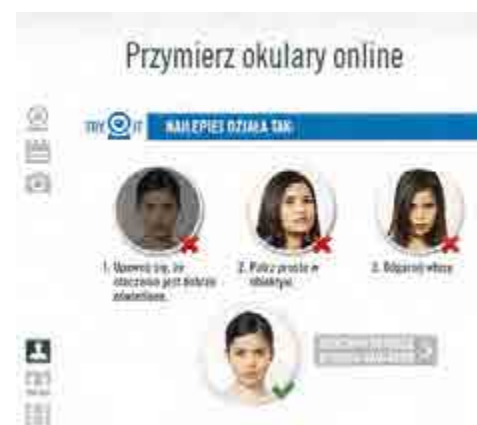 Przymierz okulary online
TRY IT
NAJLEPIEJ DZIAŁA TAK:
1. Upewnij się, że
otoczenie jest dobrze
oświetlone.
2. Patrz prosto w
obiektyw.
3. Odgarnij włosy